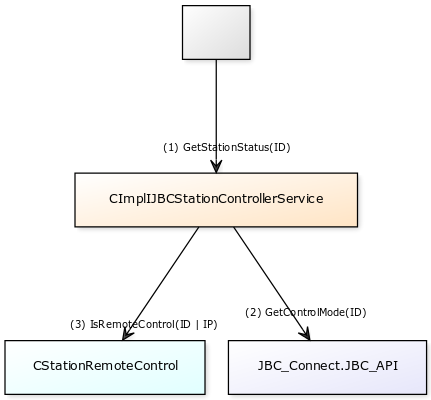 (1) GetStationStatus(ID)
CImplIJBCStationControllerService
(2) GetControlMode(ID)
(3) IsRemoteControl(ID | IP)
CStationRemoteControl
JBC_Connect.JBC_API